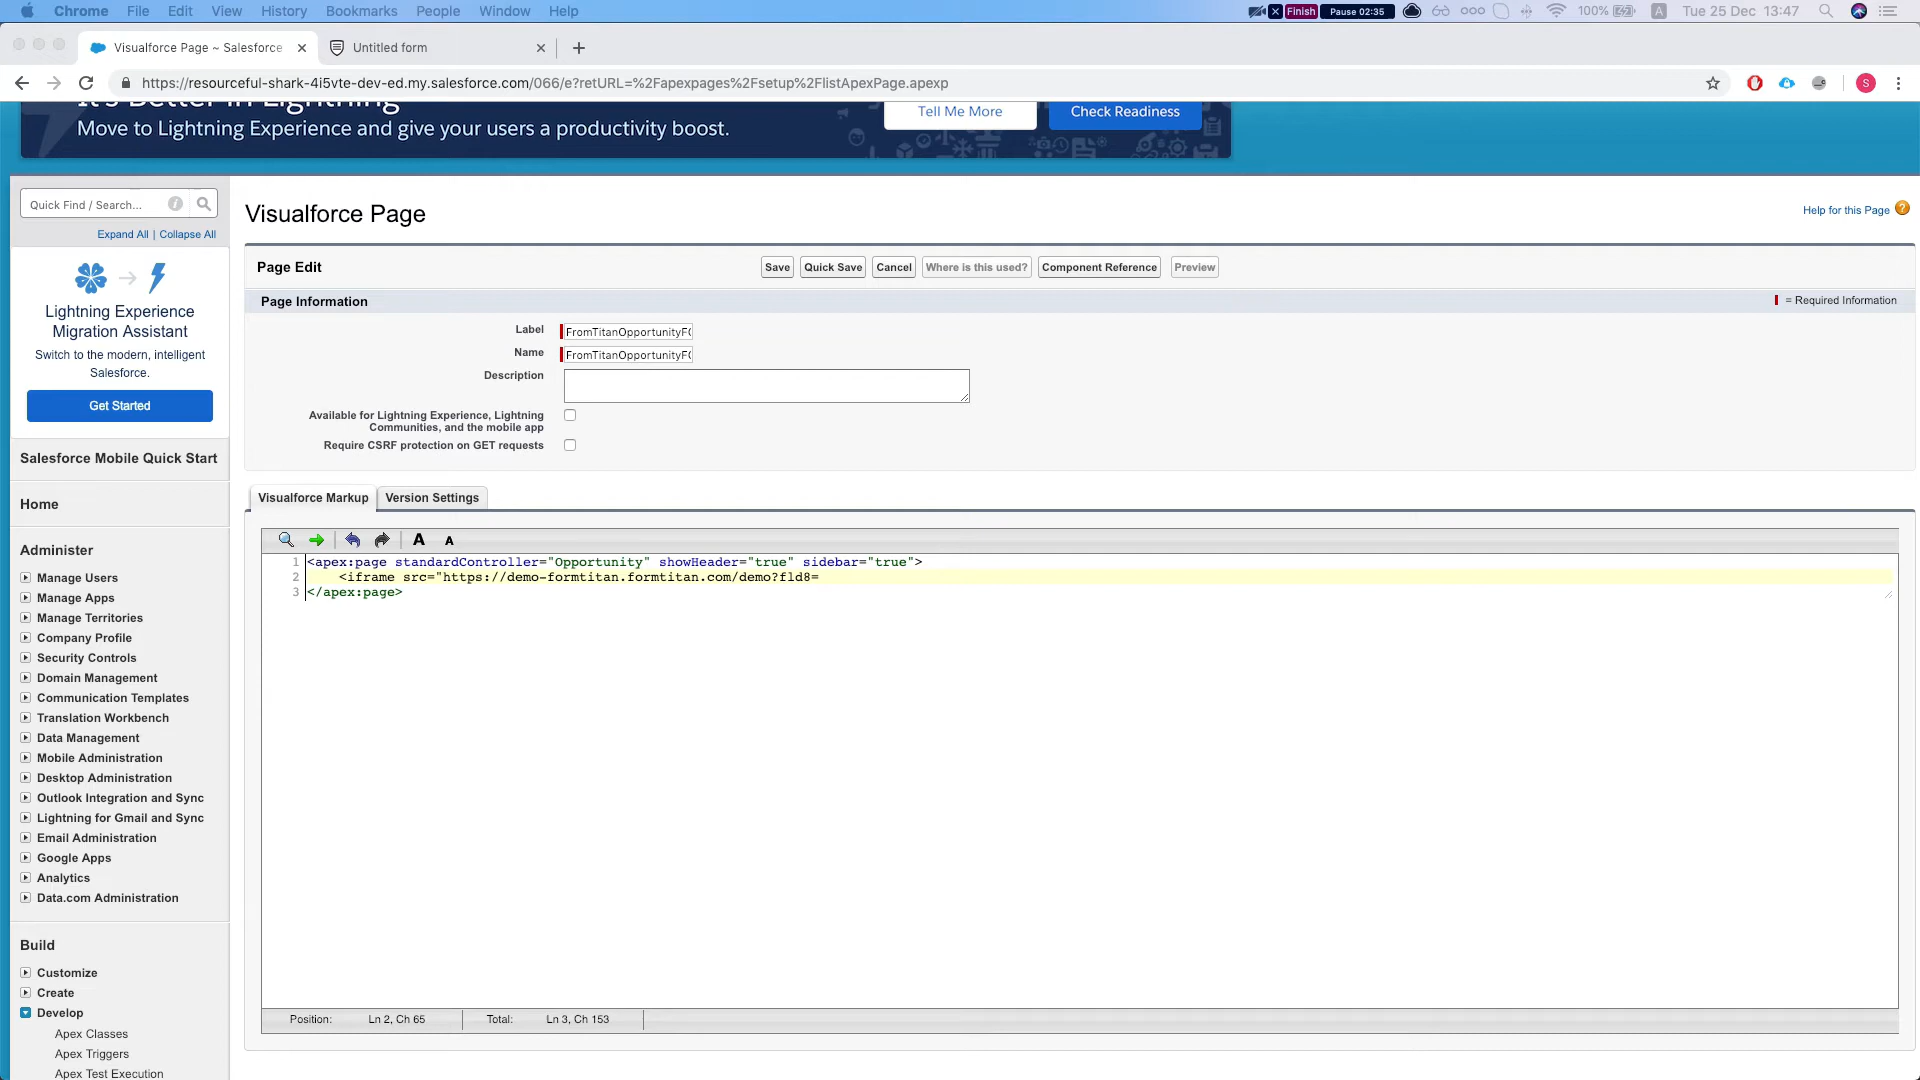 Chrome File Edit View History Bookmarks People Window Help
Finish Pause 02:35 100% A Tue 25 Dec 13:47
Visualforce Page ~ Salesforce
Untitled form
https://resourceful-shark-4i5vte-dev-ed.my.salesforce.com/066/e?retURL=%2Fapexpages%2Fsetup%2FlistApexPage.apexp
S
It's Better in Lightning
Move to Lightning Experience and give your users a productivity boost.
Tell Me More
Check Readiness
Quick Find / Search...
Expand All | Collapse All
Lightning Experience
Migration Assistant
Switch to the modern, intelligent
Salesforce.
Get Started
Salesforce Mobile Quick Start
Home
Administer
Manage Users
Manage Apps
Manage Territories
Company Profile
Security Controls
Domain Management
Communication Templates
Translation Workbench
Data Management
Mobile Administration
Desktop Administration
Outlook Integration and Sync
Lightning for Gmail and Sync
Email Administration
Google Apps
Analytics
Data.com Administration
Build
Customize
Create
Develop
Apex Classes
Apex Triggers
Apex Test Execution
Visualforce Page
Help for this Page ?
Page Edit
Save Quick Save Cancel Where is this used? Component Reference Preview
Page Information
= Required Information
Label FromTitanOpportunityF
Name FromTitanOpportunityF
Description
Available for Lightning Experience, Lightning
Communities, and the mobile app
Require CSRF protection on GET requests
Visualforce Markup Version Settings
A A
1 <apex:page standardController="Opportunity" showHeader="true" sidebar="true">
2 <iframe src="https://demo-formtitan.formtitan.com/demo?fld8=
3 </apex:page>
Position: Ln 2, Ch 65 Total: Ln 3, Ch 153